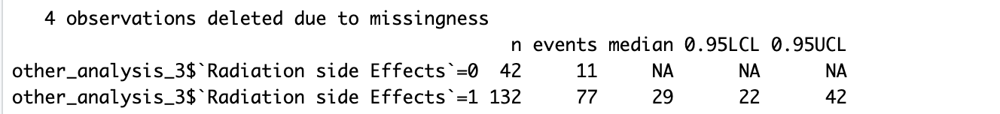 4 observations deleted due to missingness
n events median 0.95LCL 0.95UCL
other_analysis_3$`Radiation side Effects`=0 42 11 NA NA NA
other_analysis_3$`Radiation side Effects`=1 132 77 29 22 42